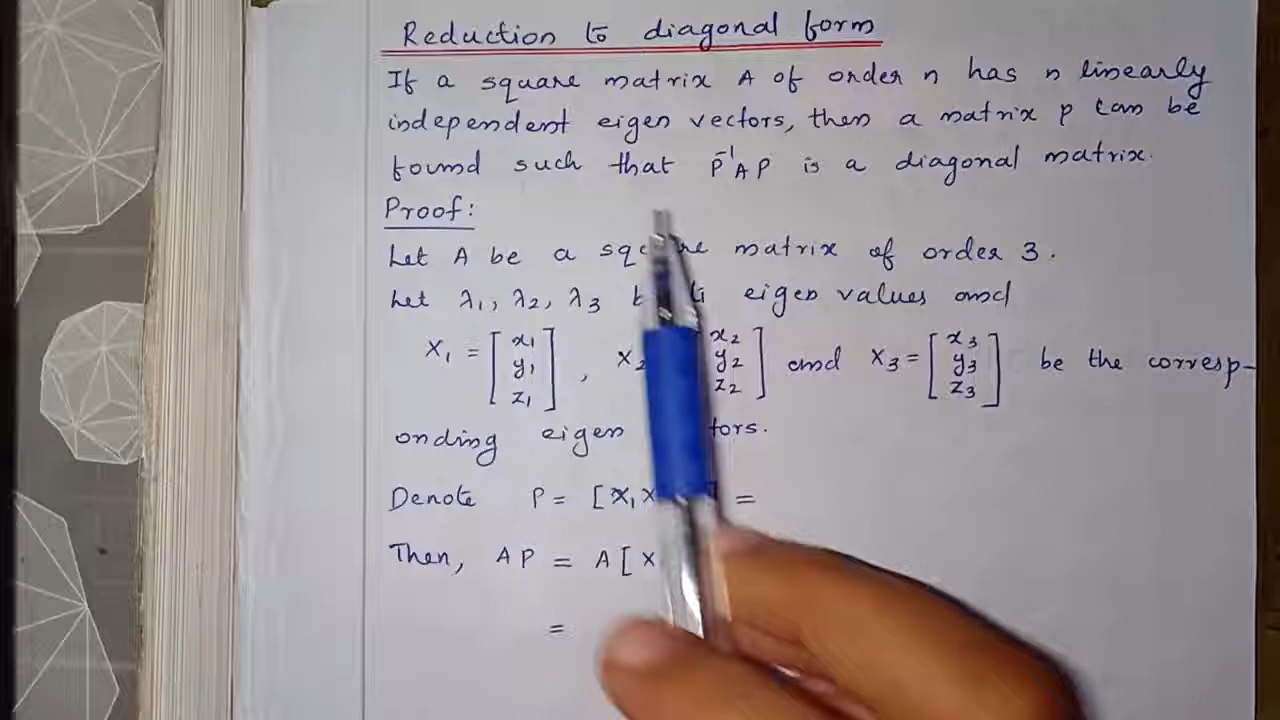 Reduction to diagonal form
If a square matrix A of order n has n linearly
independent eigen vectors, then a matrix P can be
found such that P⁻¹AP is a diagonal matrix.
Proof:
Let A be a square matrix of order 3.
Let λ₁, λ₂, λ₃ eigen values and
X₁ = [x₁ y₁ z₁], X₂ [x₂ y₂ z₂] and X₃ = [x₃ y₃ z₃] be the corresp-
onding eigen
Denote P = [X₁ X =
Then, AP = A[X
=